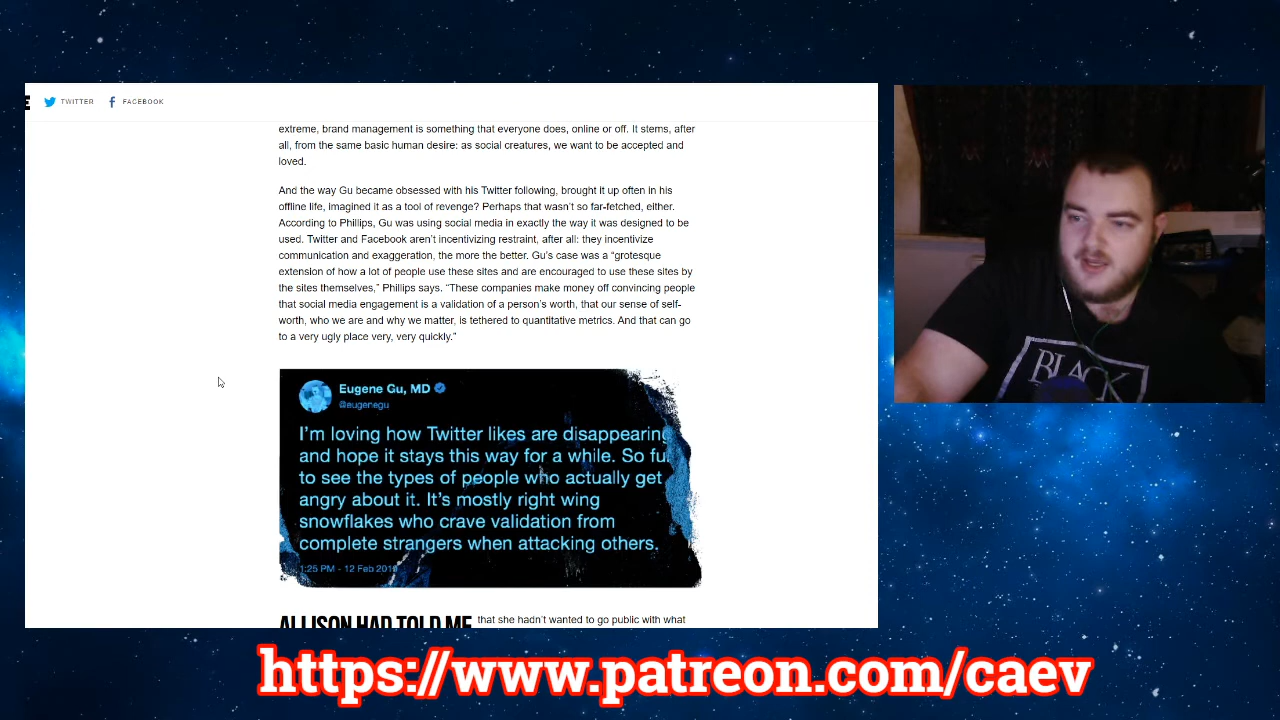 TWITTER FACEBOOK
extreme, brand management is something that everyone does, online or off. It stems, after
all, from the same basic human desire: as social creatures, we want to be accepted and
loved.
And the way Gu became obsessed with his Twitter following, brought it up often in his
offline life, imagined it as a tool of revenge? Perhaps that wasn’t so far-fetched, either.
According to Phillips, Gu was using social media in exactly the way it was designed to be
used. Twitter and Facebook aren’t incentivizing restraint, after all: they incentivize
communication and exaggeration, the more the better. Gu’s case was a “grotesque
extension of how a lot of people use these sites and are encouraged to use these sites by
the sites themselves,” Phillips says. “These companies make money off convincing people
that social media engagement is a validation of a person’s worth, that our sense of self-
worth, who we are and why we matter, is tethered to quantitative metrics. And that can go
to a very ugly place very, very quickly.”
Eugene Gu, MD
@eugenegu
I’m loving how Twitter likes are disappearing
and hope it stays this way for a while. So
to see the types of people who actually get
angry about it. It’s mostly right wing
snowflakes who crave validation from
complete strangers when attacking others.
1:25 PM - 12 Feb 2019
ALLISON HAD TOLD ME that she hadn’t wanted to go public with what
BLACK
https://www.patreon.com/caev